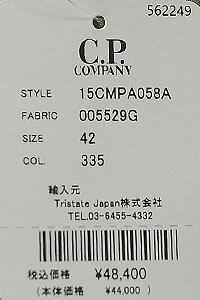 562249
C.P.
COMPANY
STYLE 15CMPA058A
FABRIC 005529G
SIZE 42
COL. 335
輸入元
Tristate Japan株式会社
TEL.03-6455-4332
税込価格 ¥48,400
(本体価格 ¥44,000 )